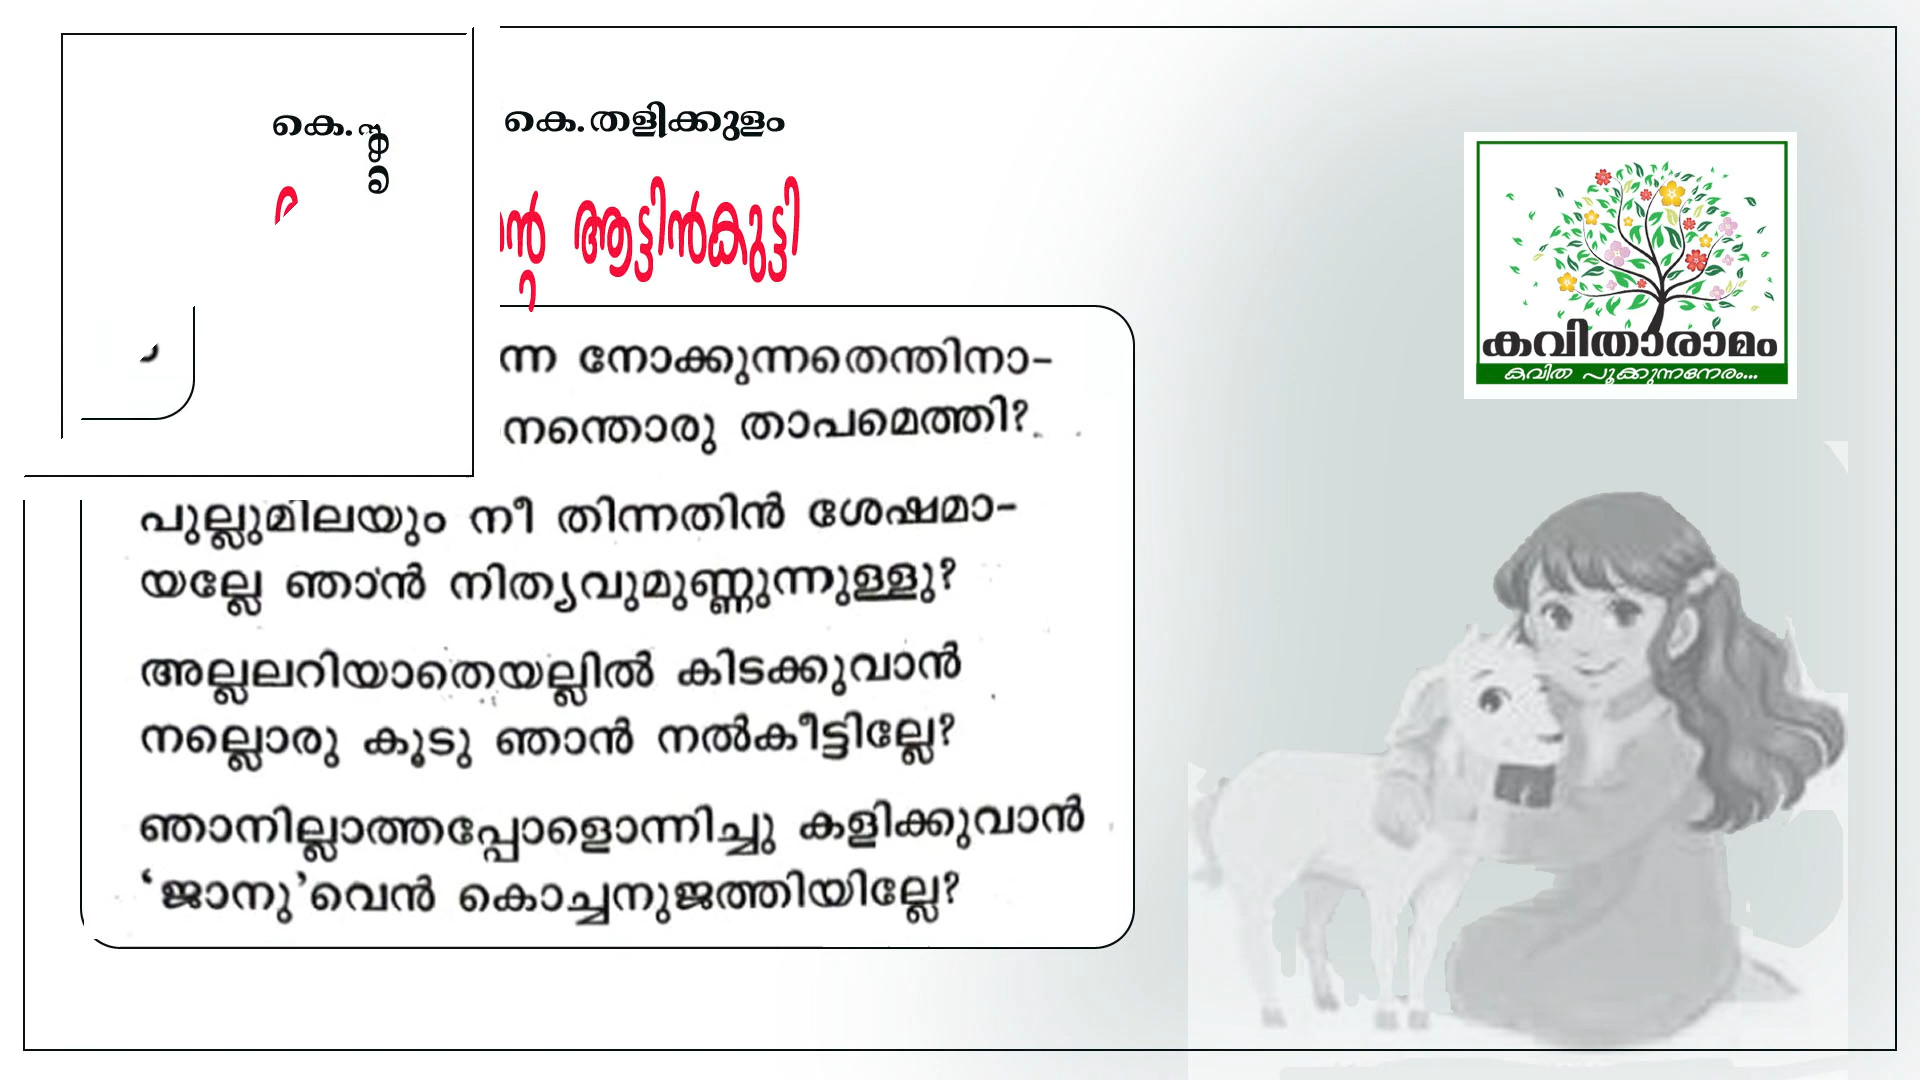 കെ.
കെ.തളിക്കുളം
ആട്ടിൻകുട്ടി
ന്ന നോക്കുന്നതെന്തിനാ-
നന്തൊരു താപമെത്തി?
പുല്ലുമിലയും നീ തിന്നതിൻ ശേഷമാ-
യല്ലേ ഞാൻ നിത്യവുമുണ്ണുന്നുള്ളു?
അല്ലലറിയാതെയല്ലിൽ കിടക്കുവാൻ
നല്ലൊരു കൂടു ഞാൻ നൽകീട്ടില്ലേ?
ഞാനില്ലാത്തപ്പോളൊന്നിച്ചു കളിക്കുവാൻ
‘ജാനു’വെൻ കൊച്ചനുജത്തിയില്ലേ?
കവിതാരാമം
കവിത പൂക്കുന്നനേരം...